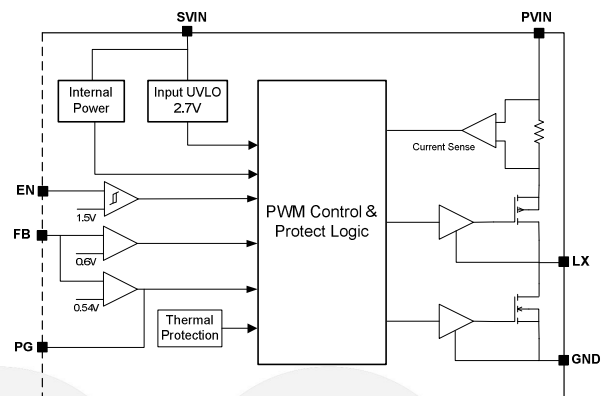 SVIN
PVIN
Internal
Power
Input UVLO
2.7V
Current Sense
EN
1.5V
PWM Control &
Protect Logic
FB
0.6V
LX
0.54V
Thermal
Protection
PG
GND